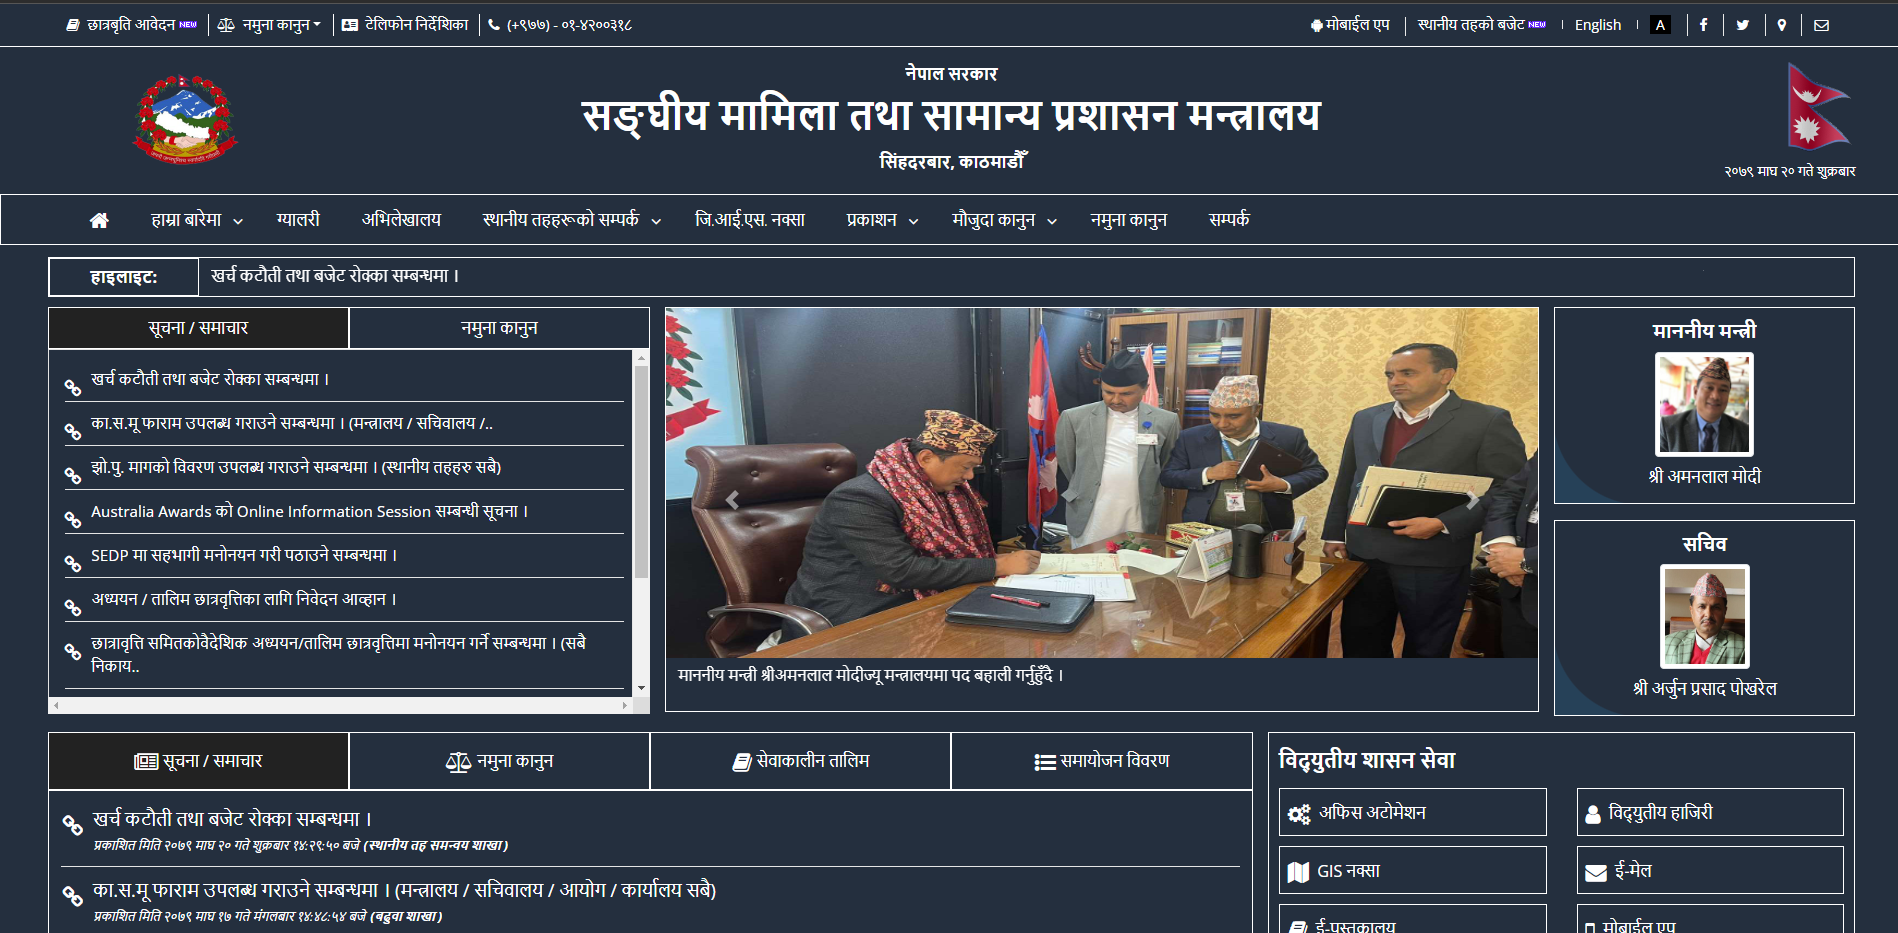 छात्रबृति आवेदन NEW
नमुना कानुन
टेलिफोन निर्देशिका
(+९७७) - ०१-४२००३१८
मोबाईल एप
स्थानीय तहको बजेट NEW
English
A
नेपाल सरकार
सङ्घीय मामिला तथा सामान्य प्रशासन मन्त्रालय
सिंहदरबार, काठमाडौँ
२०७९ माघ २० गते शुक्रबार
हाम्रा बारेमा
ग्यालरी
अभिलेखालय
स्थानीय तहहरूको सम्पर्क
जि.आई.एस. नक्सा
प्रकाशन
मौजुदा कानुन
नमुना कानुन
सम्पर्क
हाइलाइट:
खर्च कटौती तथा बजेट रोक्का सम्बन्धमा ।
सूचना / समाचार
नमुना कानुन
खर्च कटौती तथा बजेट रोक्का सम्बन्धमा ।
का.स.मू फाराम उपलब्ध गराउने सम्बन्धमा । (मन्त्रालय / सचिवालय /..
झो.पु. मागको विवरण उपलब्ध गराउने सम्बन्धमा । (स्थानीय तहहरु सबै)
Australia Awards को Online Information Session सम्बन्धी सूचना ।
SEDP मा सहभागी मनोनयन गरी पठाउने सम्बन्धमा ।
अध्ययन / तालिम छात्रवृत्तिका लागि निवेदन आव्हान ।
छात्रावृत्ति समितकोवैदेशिक अध्ययन/तालिम छात्रवृत्तिमा मनोनयन गर्ने सम्बन्धमा । (सबै
निकाय..
माननीय मन्त्री श्रीअमनलाल मोदीज्यू मन्त्रालयमा पद बहाली गर्नुहुँदै ।
माननीय मन्त्री
श्री अमनलाल मोदी
सचिव
श्री अर्जुन प्रसाद पोखरेल
सूचना / समाचार
नमुना कानुन
सेवाकालीन तालिम
समायोजन विवरण
खर्च कटौती तथा बजेट रोक्का सम्बन्धमा ।
प्रकाशित मिति २०७९ माघ २० गते शुक्रबार १४:२९:५० बजे (स्थानीय तह समन्वय शाखा)
का.स.मू फाराम उपलब्ध गराउने सम्बन्धमा । (मन्त्रालय / सचिवालय / आयोग / कार्यालय सबै)
प्रकाशित मिति २०७९ माघ १७ गते मंगलबार १४:४८:५४ बजे (बढुवा शाखा)
विद्युतीय शासन सेवा
अफिस अटोमेशन
विद्युतीय हाजिरी
GIS नक्सा
ई-मेल
ई-पुस्तकालय
मोबाईल एप